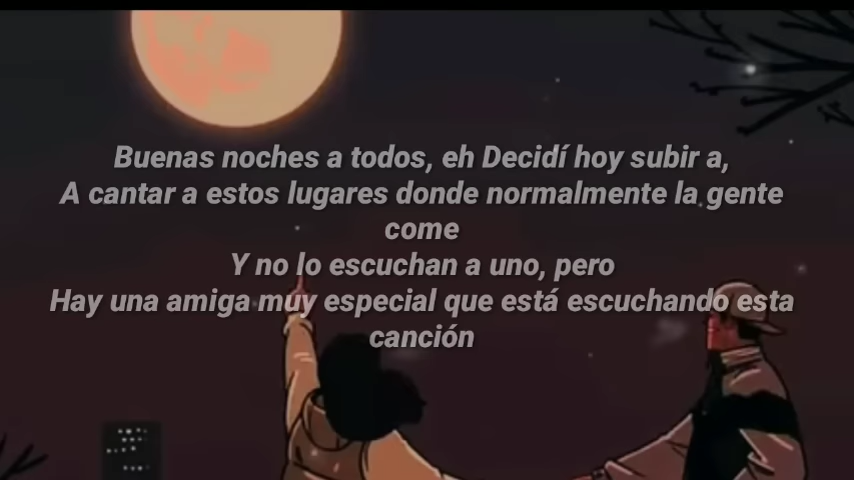 Buenas noches a todos, eh Decidí hoy subir a,
A cantar a estos lugares donde normalmente la gente
come
Y no lo escuchan a uno, pero
Hay una amiga muy especial que está escuchando esta
canción